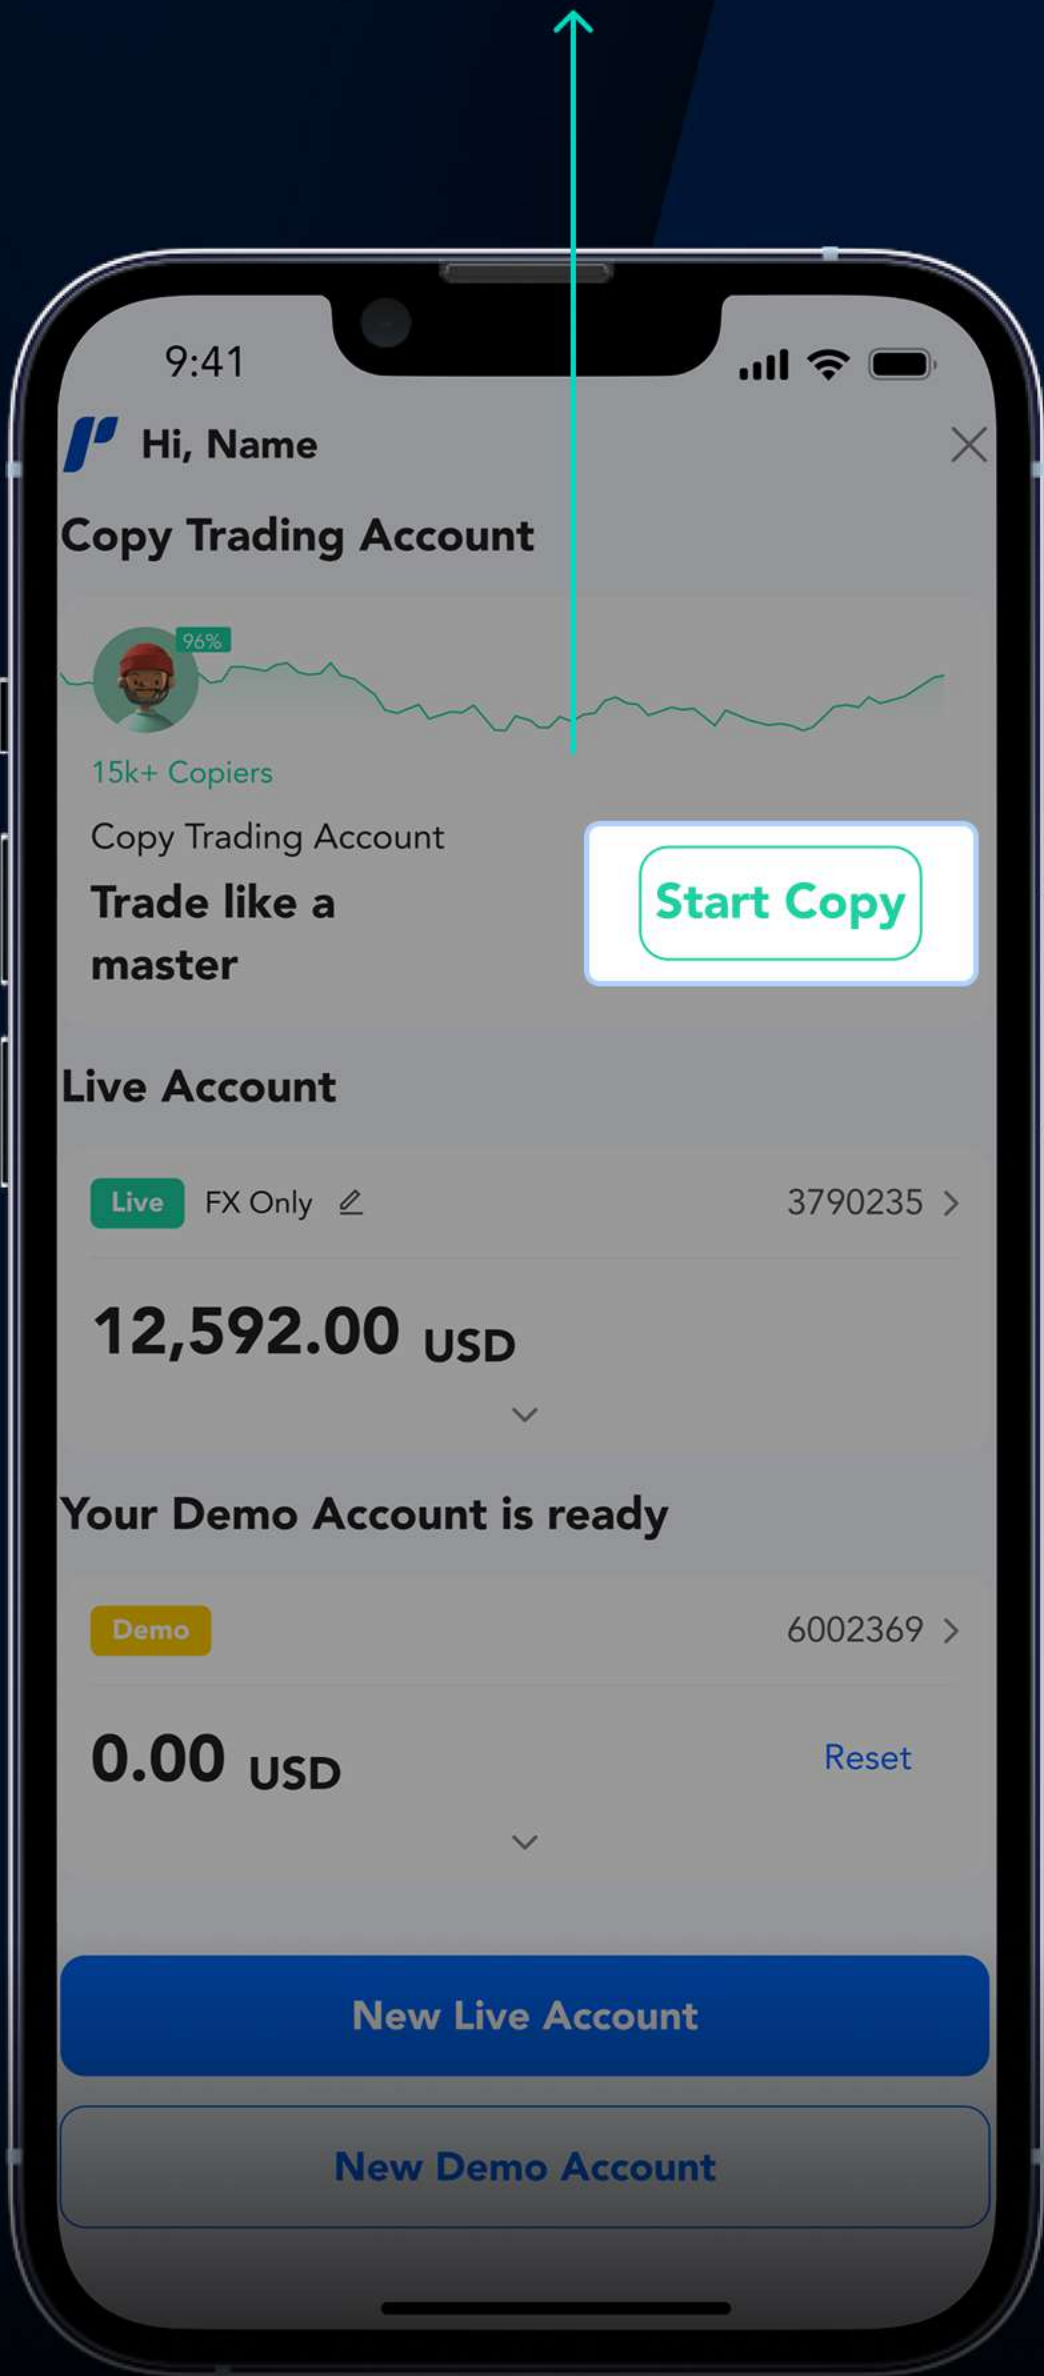 9:41
Hi, Name
Copy Trading Account
96%
15k+ Copiers
Copy Trading Account
Trade like a
master
Start Copy
Live Account
Live FX Only 3790235
12,592.00 USD
Your Demo Account is ready
Demo 6002369
0.00 USD Reset
New Live Account
New Demo Account